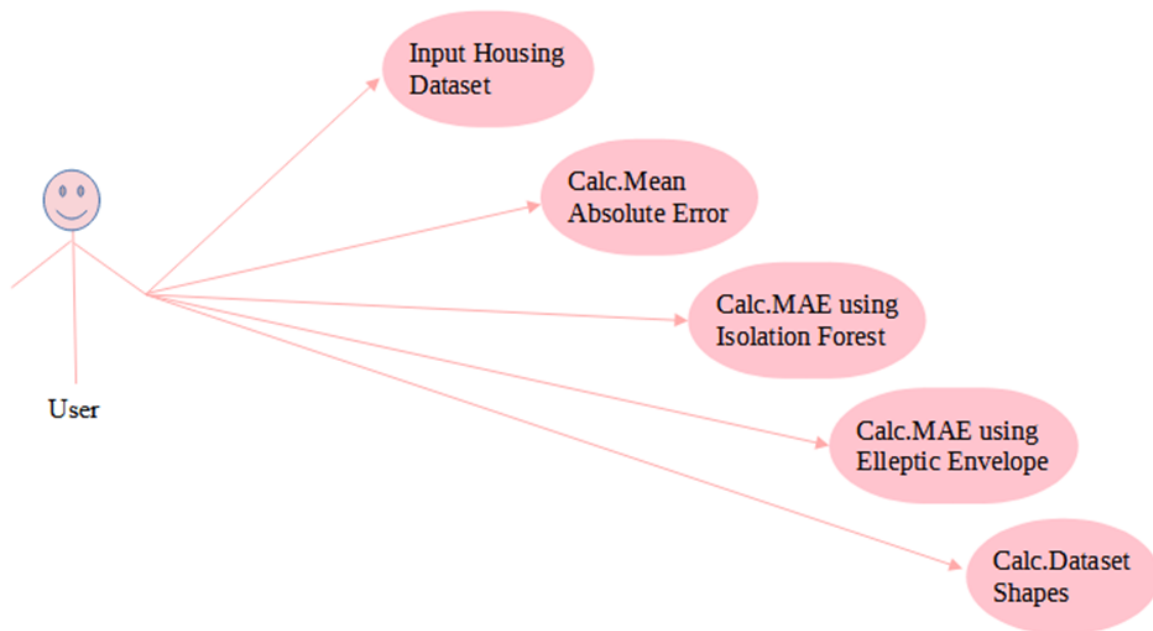 Input Housing
Dataset
Calc.Mean
Absolute Error
Calc.MAE using
Isolation Forest
User
Calc.MAE using
Elleptic Envelope
Calc.Dataset
Shapes